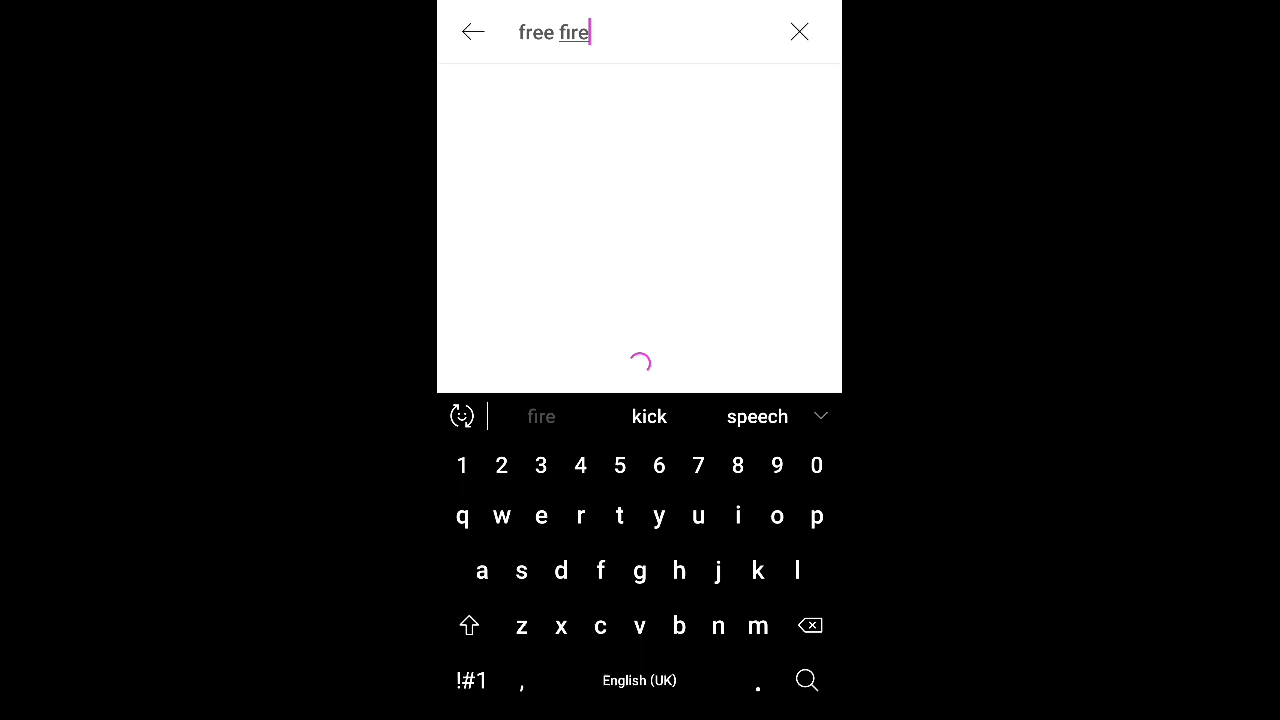 free fire
fire kick speech
1 2 3 4 5 6 7 8 9 0
q w e r t y u i o p
a s d f g h j k l
z x c v b n m
!#1 , English (UK) .